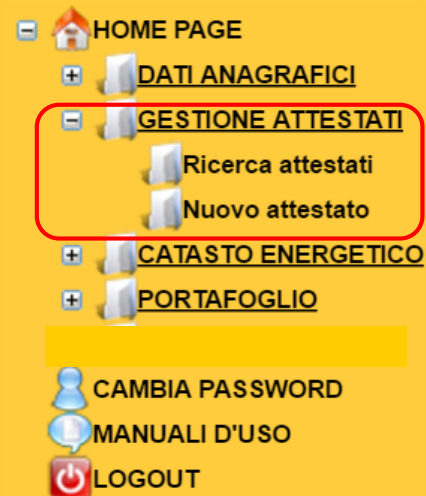 HOME PAGE
DATI ANAGRAFICI
GESTIONE ATTESTATI
Ricerca attestati
Nuovo attestato
CATASTO ENERGETICO
PORTAFOGLIO
CAMBIA PASSWORD
MANUALI D'USO
LOGOUT